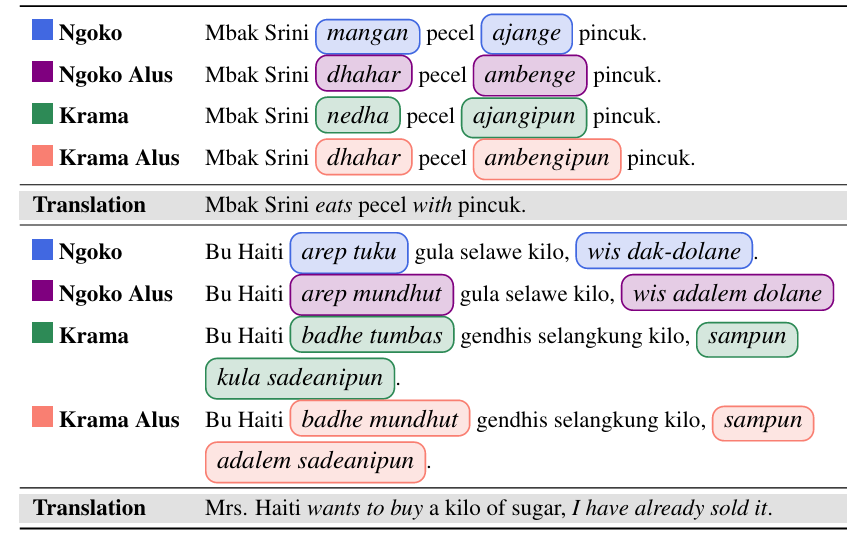 Ngoko Mbak Srini mangan pecel ajange pincuk.
Ngoko Alus Mbak Srini dhahar pecel ambenge pincuk.
Krama Mbak Srini nedha pecel ajangipun pincuk.
Krama Alus Mbak Srini dhahar pecel ambengipun pincuk.
Translation Mbak Srini eats pecel with pincuk.
Ngoko Bu Haiti arep tuku gula selawe kilo, wis dak-dolane.
Ngoko Alus Bu Haiti arep mundhut gula selawe kilo, wis adalem dolane
Krama Bu Haiti badhe tumbas gendhis selangkung kilo, sampun
kula sadeanipun.
Krama Alus Bu Haiti badhe mundhut gendhis selangkung kilo, sampun
adalem sadeanipun.
Translation Mrs. Haiti wants to buy a kilo of sugar, I have already sold it.